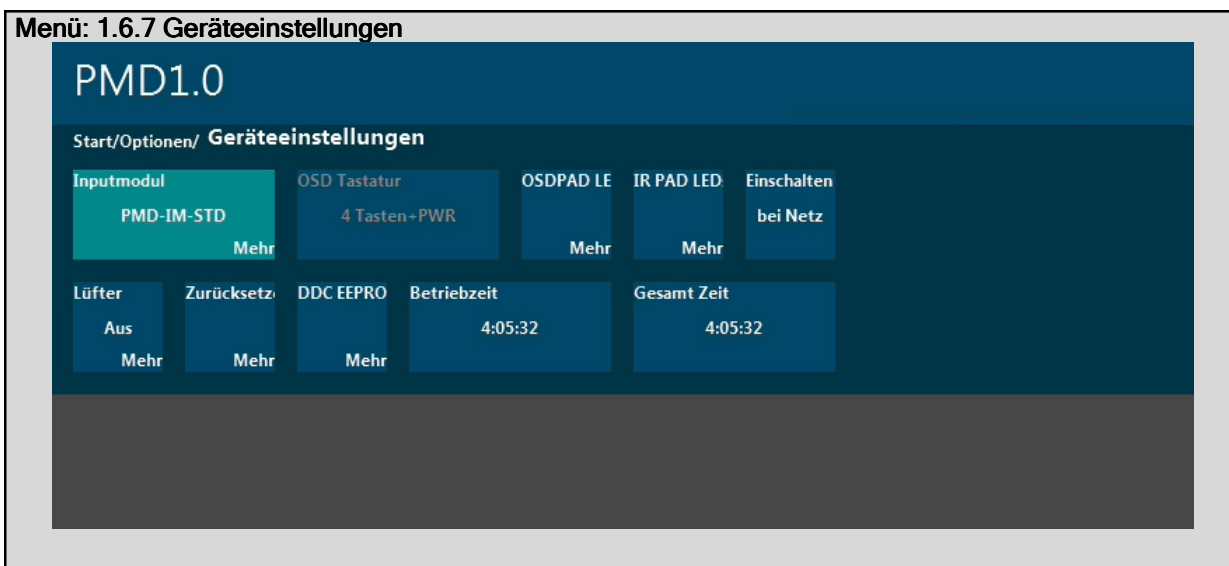 Menü: 1.6.7 Geräteeinstellungen
PMD1.0
Start/Optionen/ Geräteeinstellungen
Inputmodul
PMD-IM-STD
Mehr
OSD Tastatur
4 Tasten+PWR
OSDPAD LE
Mehr
IR PAD LED
Mehr
Einschalten
bei Netz
Lüfter
Aus
Mehr
Zurücksetze
Mehr
DDC EEPRO
Mehr
Betriebzeit
4:05:32
Gesamt Zeit
4:05:32